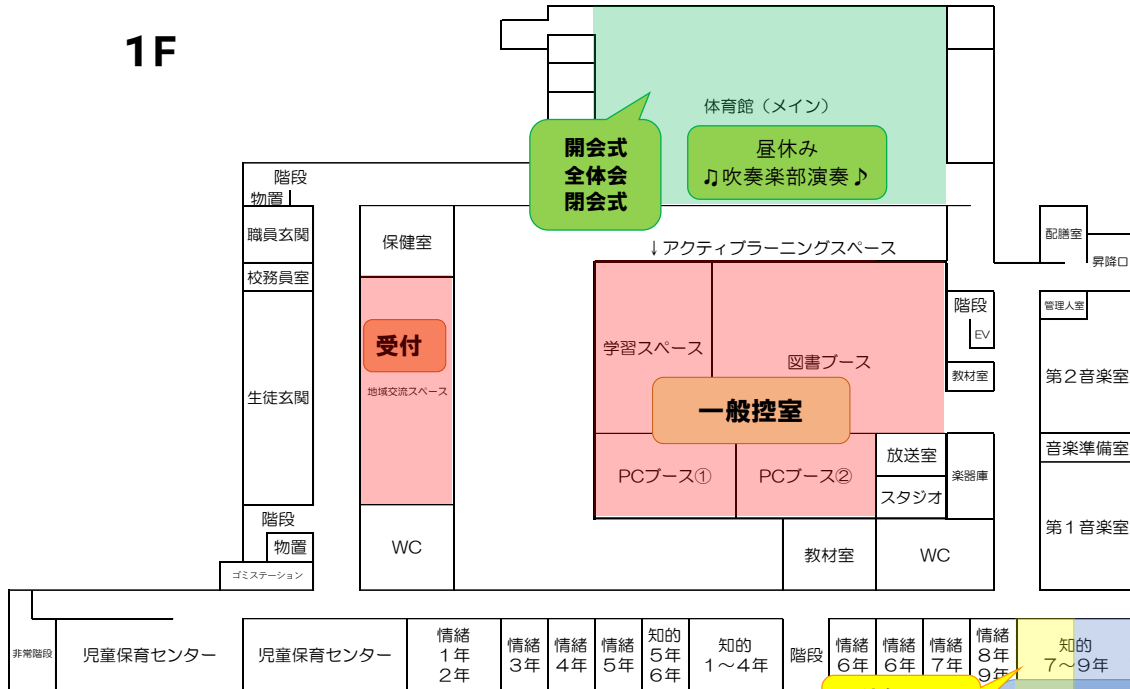 1F
体育館（メイン）
開会式
全体会
閉会式
昼休み
♫吹奏楽部演奏♪
階段
物置
職員玄関
校務員室
生徒玄関
階段
物置
ゴミステーション
保健室
受付
地域交流スペース
WC
↓アクティブラーニングスペース
学習スペース
図書ブース
一般控室
PCブース①
PCブース②
放送室
スタジオ
教材室
WC
階段
EV
教材室
楽器庫
配膳室
昇降口
管理人室
第２音楽室
音楽準備室
第１音楽室
非常階段
児童保育センター
児童保育センター
情緒
1年
2年
情緒
3年
情緒
4年
情緒
5年
知的
5年
6年
知的
1～4年
階段
情緒
6年
情緒
6年
情緒
7年
情緒
8年
9年
知的
7～9年